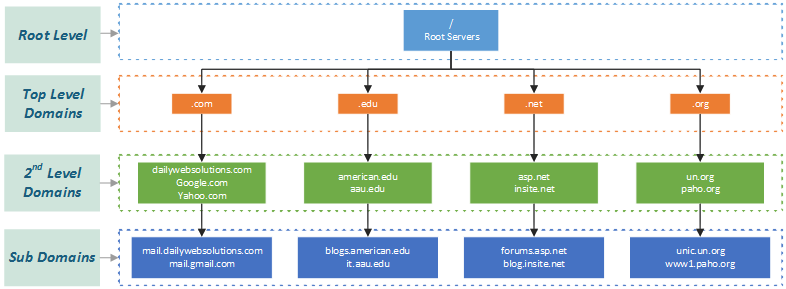 Root Level
/
Root Servers
Top Level
Domains
.com
.edu
.net
.org
2nd Level
Domains
dailywebsolutions.com
Google.com
Yahoo.com
american.edu
aau.edu
asp.net
insite.net
un.org
paho.org
Sub Domains
mail.dailywebsolutions.com
mail.gmail.com
blogs.american.edu
it.aau.edu
forums.asp.net
blog.insite.net
unic.un.org
www1.paho.org